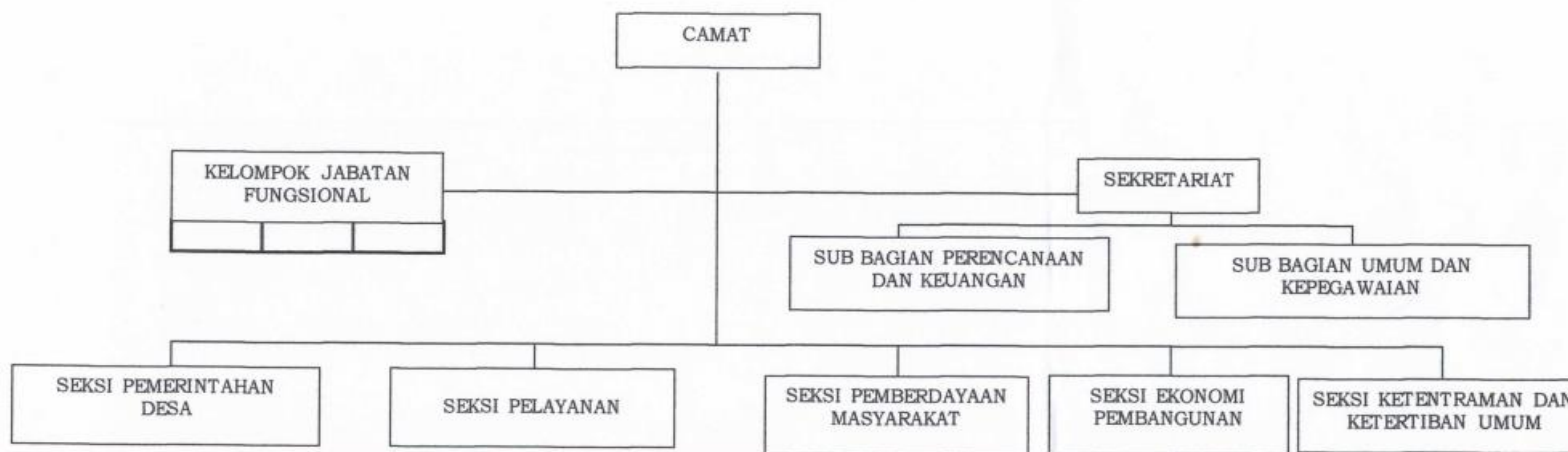 CAMAT
KELOMPOK JABATAN
FUNGSIONAL
SEKRETARIAT
SUB BAGIAN PERENCANAAN
DAN KEUANGAN
SUB BAGIAN UMUM DAN
KEPEGAWAIAN
SEKSI PEMERINTAHAN
DESA
SEKSI PELAYANAN
SEKSI PEMBERDAYAAN
MASYARAKAT
SEKSI EKONOMI
PEMBANGUNAN
SEKSI KETENTRAMAN DAN
KETERTIBAN UMUM